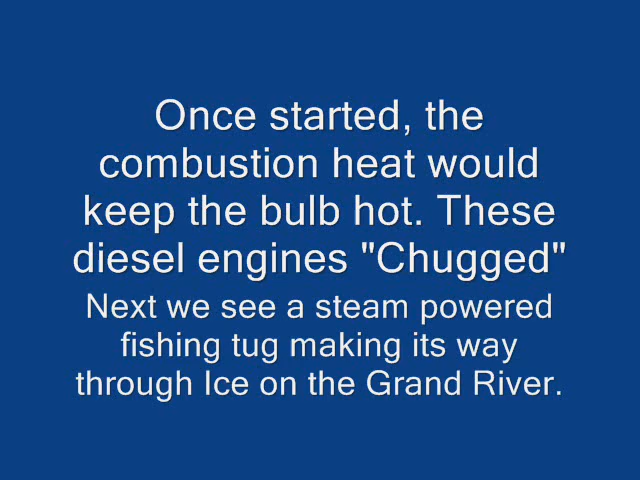 Once started, the
combustion heat would
keep the bulb hot. These
diesel engines "Chugged"
Next we see a steam powered
fishing tug making its way
through Ice on the Grand River.